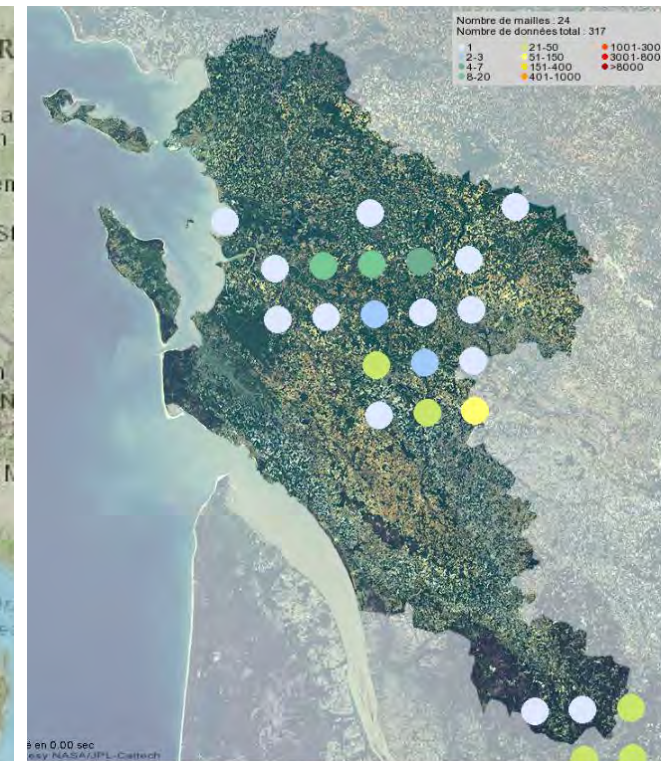 Nombre de mailles : 24
Nombre de données total : 317
1 21-50 1001-300
2-3 51-150 3001-800
4-7 151-400 >8000
8-20 401-1000
é en 0.00 sec
esy NASA/JPL-Caltech